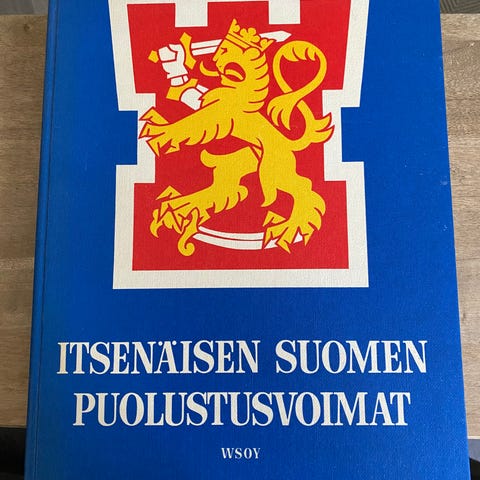 ITSENÄISEN SUOMEN
PUOLUSTUSVOIMAT
WSOY